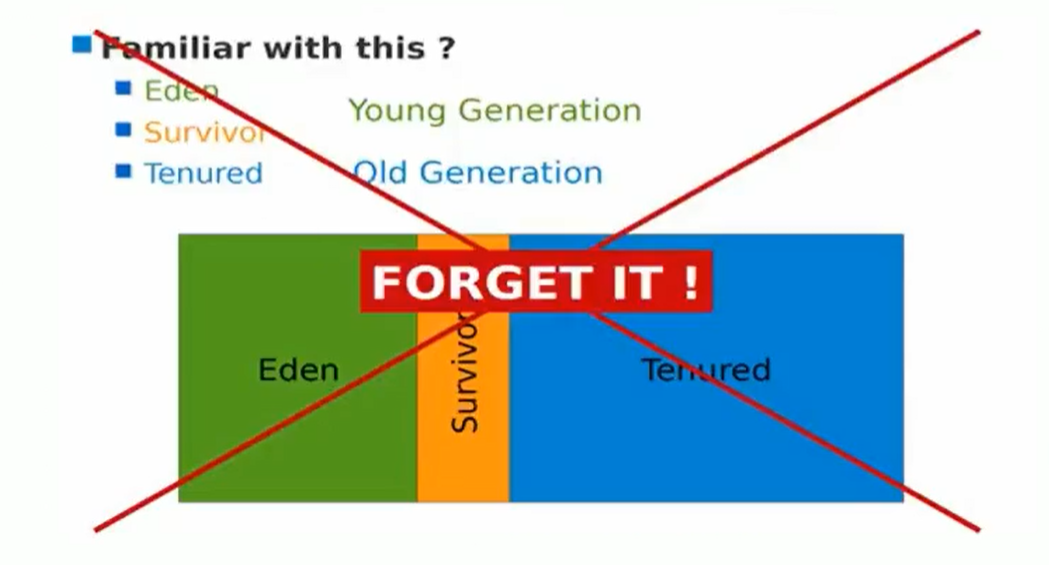 Familiar with this ?
Eden
Young Generation
Survivor
Tenured
Old Generation
FORGET IT !
Eden
Survivor
Tenured